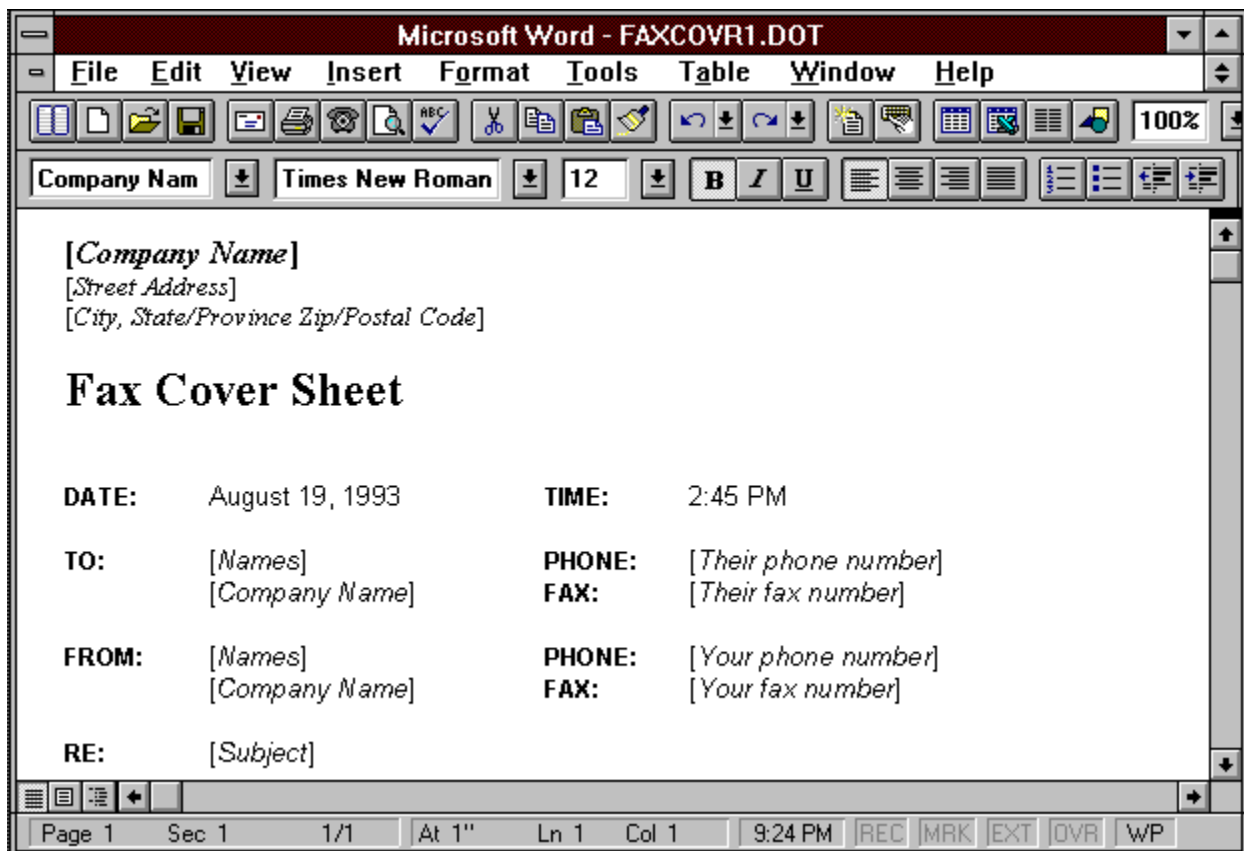 Microsoft Word - FAXCOVR1.DOT
File Edit View Insert Format Tools Table Window Help
ABC 100%
Company Nam Times New Roman 12 B I U
[Company Name]
[Street Address]
[City, State/Province Zip/Postal Code]
Fax Cover Sheet
DATE: August 19, 1993 TIME: 2:45 PM
TO: [Names] PHONE: [Their phone number]
[Company Name] FAX: [Their fax number]
FROM: [Names] PHONE: [Your phone number]
[Company Name] FAX: [Your fax number]
RE: [Subject]
Page 1 Sec 1 1/1 At 1" Ln 1 Col 1 9:24 PM REC MRK EXT OVR WP